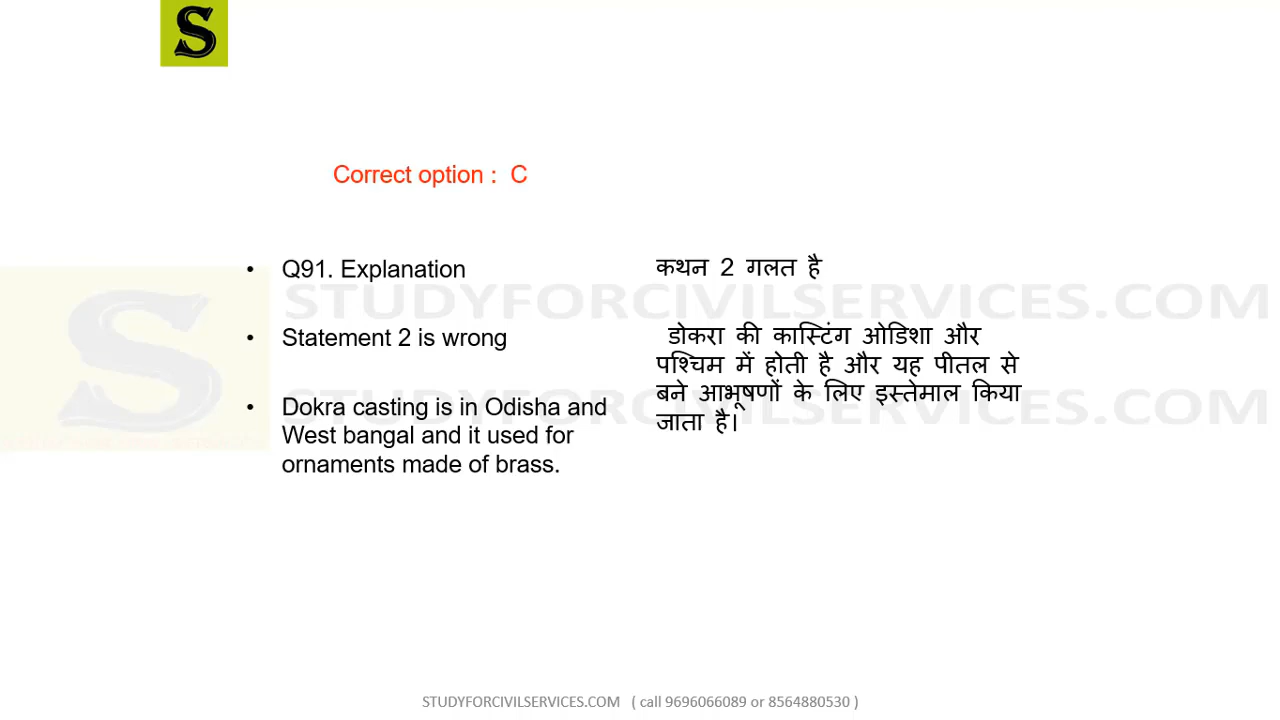 S
Correct option : C
• Q91. Explanation
• Statement 2 is wrong
• Dokra casting is in Odisha and
West bangal and it used for
ornaments made of brass.
कथन 2 गलत है
डोकरा की कास्टिंग ओडिशा और
पश्चिम में होती है और यह पीतल से
बने आभूषणों के लिए इस्तेमाल किया
जाता है।
S
STUDYFORCIVILSERVICES.COM
STUDYFORCIVILSERVICES.COM
STUDYFORCIVILSERVICES.COM ( call 9696066089 or 8564880530 )